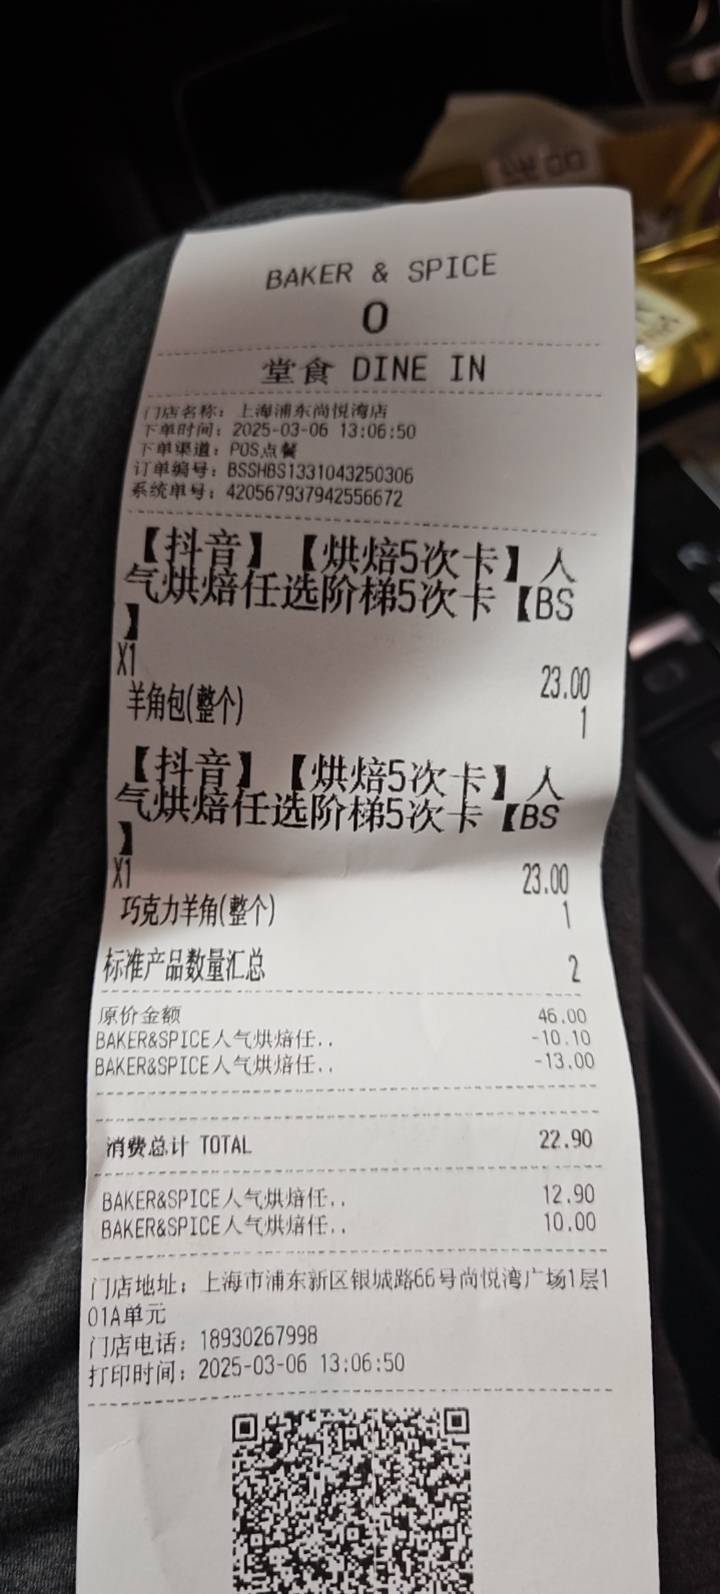 BAKER & SPICE
0
堂食 DINE IN
门店名称：上海浦东尚悦湾店
下单时间：2025-03-06 13:06:50
下单渠道：POS点餐
订单编号：BSSHBS1331043250306
系统单号：420567937942556672
【抖音】【烘焙5次卡】人
气烘焙任选阶梯5次卡【BS
】
X1 23.00
羊角包(整个) 1
【抖音】【烘焙5次卡】人
气烘焙任选阶梯5次卡【BS
】
X1 23.00
巧克力羊角(整个) 1
标准产品数量汇总 2
原价金额 46.00
BAKER&SPICE人气烘焙任.. -10.10
BAKER&SPICE人气烘焙任.. -13.00
消费总计 TOTAL 22.90
BAKER&SPICE人气烘焙任.. 12.90
BAKER&SPICE人气烘焙任.. 10.00
门店地址：上海市浦东新区银城路66号尚悦湾广场1层1
01A单元
门店电话：18930267998
打印时间：2025-03-06 13:06:50